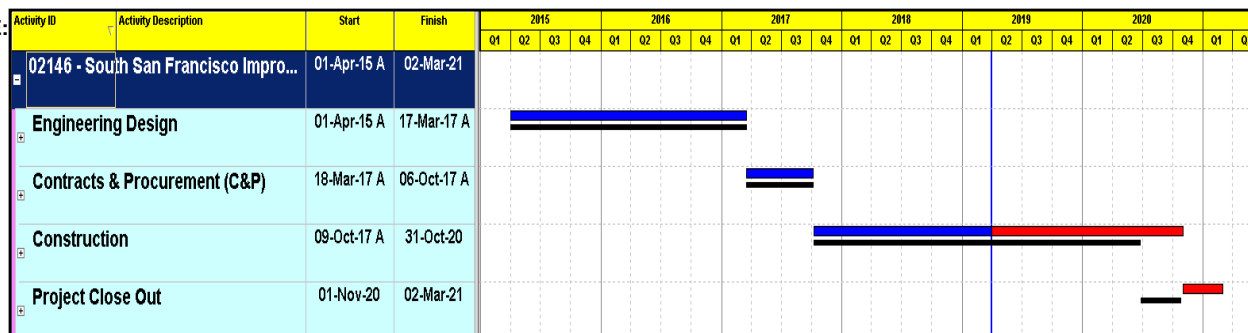 Activity ID Activity Description Start Finish 2015 2016 2017 2018 2019 2020
Q1 Q2 Q3 Q4 Q1 Q2 Q3 Q4 Q1 Q2 Q3 Q4 Q1 Q2 Q3 Q4 Q1 Q2 Q3 Q4 Q1 Q2 Q3 Q4 Q1
02146 - South San Francisco Impro... 01-Apr-15 A 02-Mar-21
Engineering Design 01-Apr-15 A 17-Mar-17 A
Contracts & Procurement (C&P) 18-Mar-17 A 06-Oct-17 A
Construction 09-Oct-17 A 31-Oct-20
Project Close Out 01-Nov-20 02-Mar-21